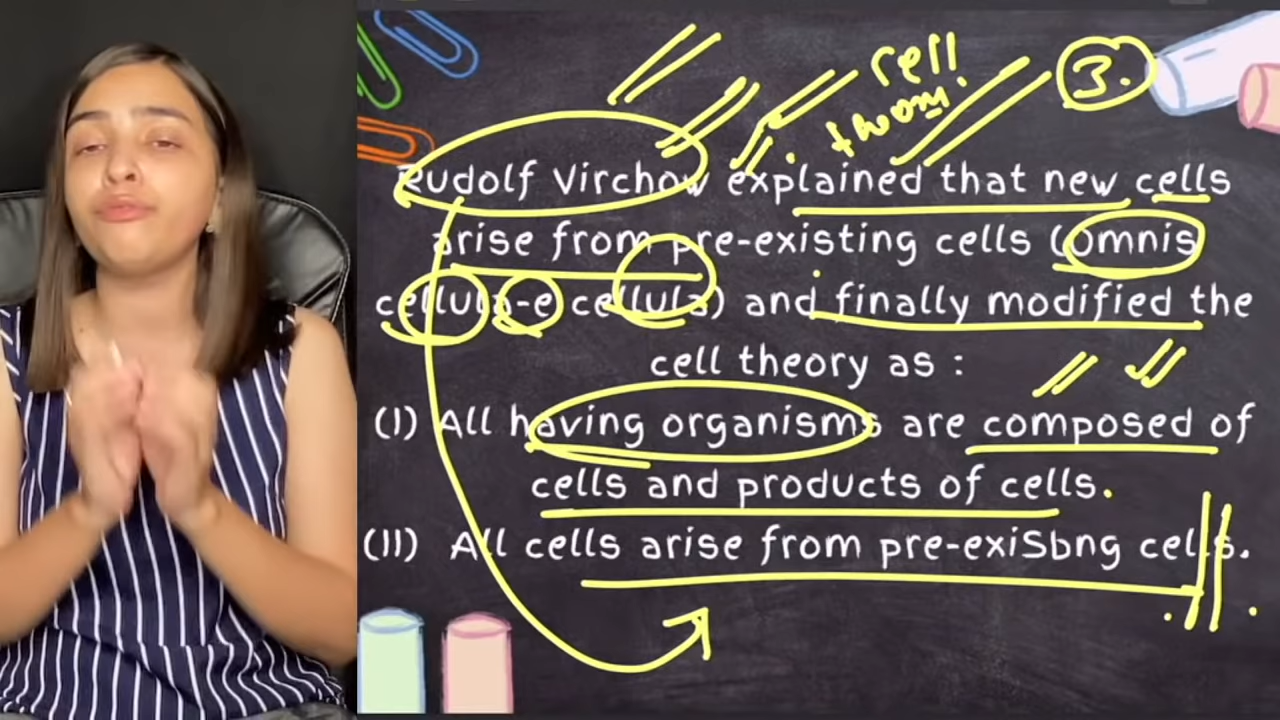 cell
3.
Rudolf Virchow explained that new cells
arise from pre-existing cells (omnis
cellula-e cellula) and finally modified the
cell theory as :
(I) All having organisms are composed of
cells and products of cells.
(II) All cells arise from pre-exiSbng cells.